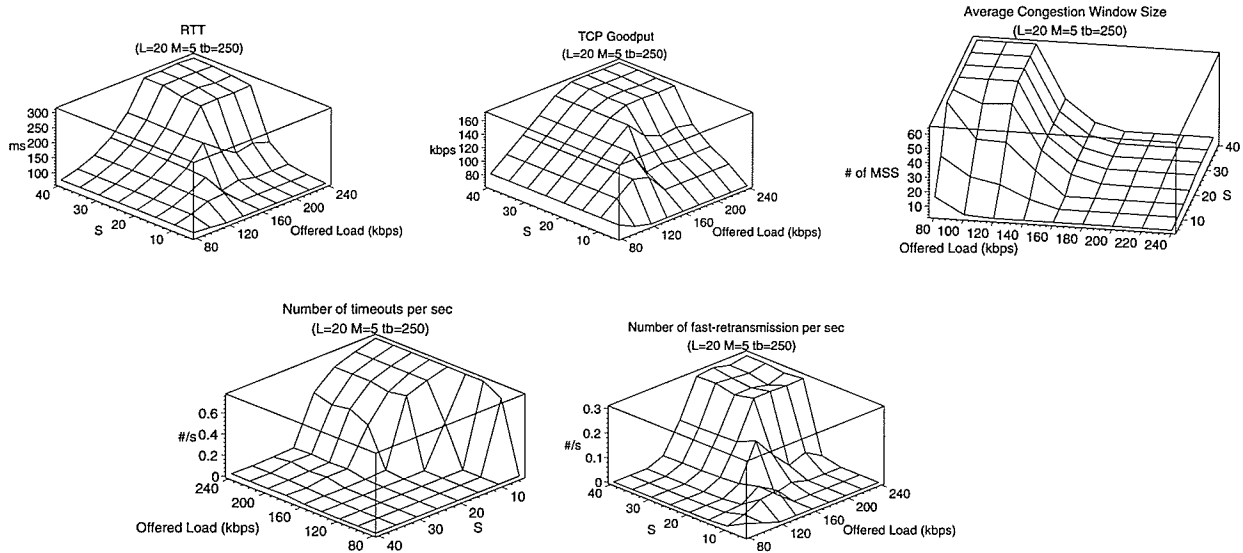 RTT
(L=20 M=5 tb=250)
300
250
ms
200
150
100
40
30
S
20
10
80
120
160
200
240
Offered Load (kbps)
TCP Goodput
(L=20 M=5 tb=250)
160
140
kbps
120
100
80
40
30
S
20
10
80
120
160
200
240
Offered Load (kbps)
Average Congestion Window Size
(L=20 M=5 tb=250)
60
50
# of MSS
40
30
20
10
80 100 120 140 160 180 200 220 240
Offered Load (kbps)
40
30
S
20
10
Number of timeouts per sec
(L=20 M=5 tb=250)
0.6
#/s
0.4
0.2
0
240
200
Offered Load (kbps)
160
120
80
40
30
20
S
10
Number of fast-retransmission per sec
(L=20 M=5 tb=250)
0.3
0.2
#/s
0.1
0
40
30
S
20
10
80
120
160
200
240
Offered Load (kbps)